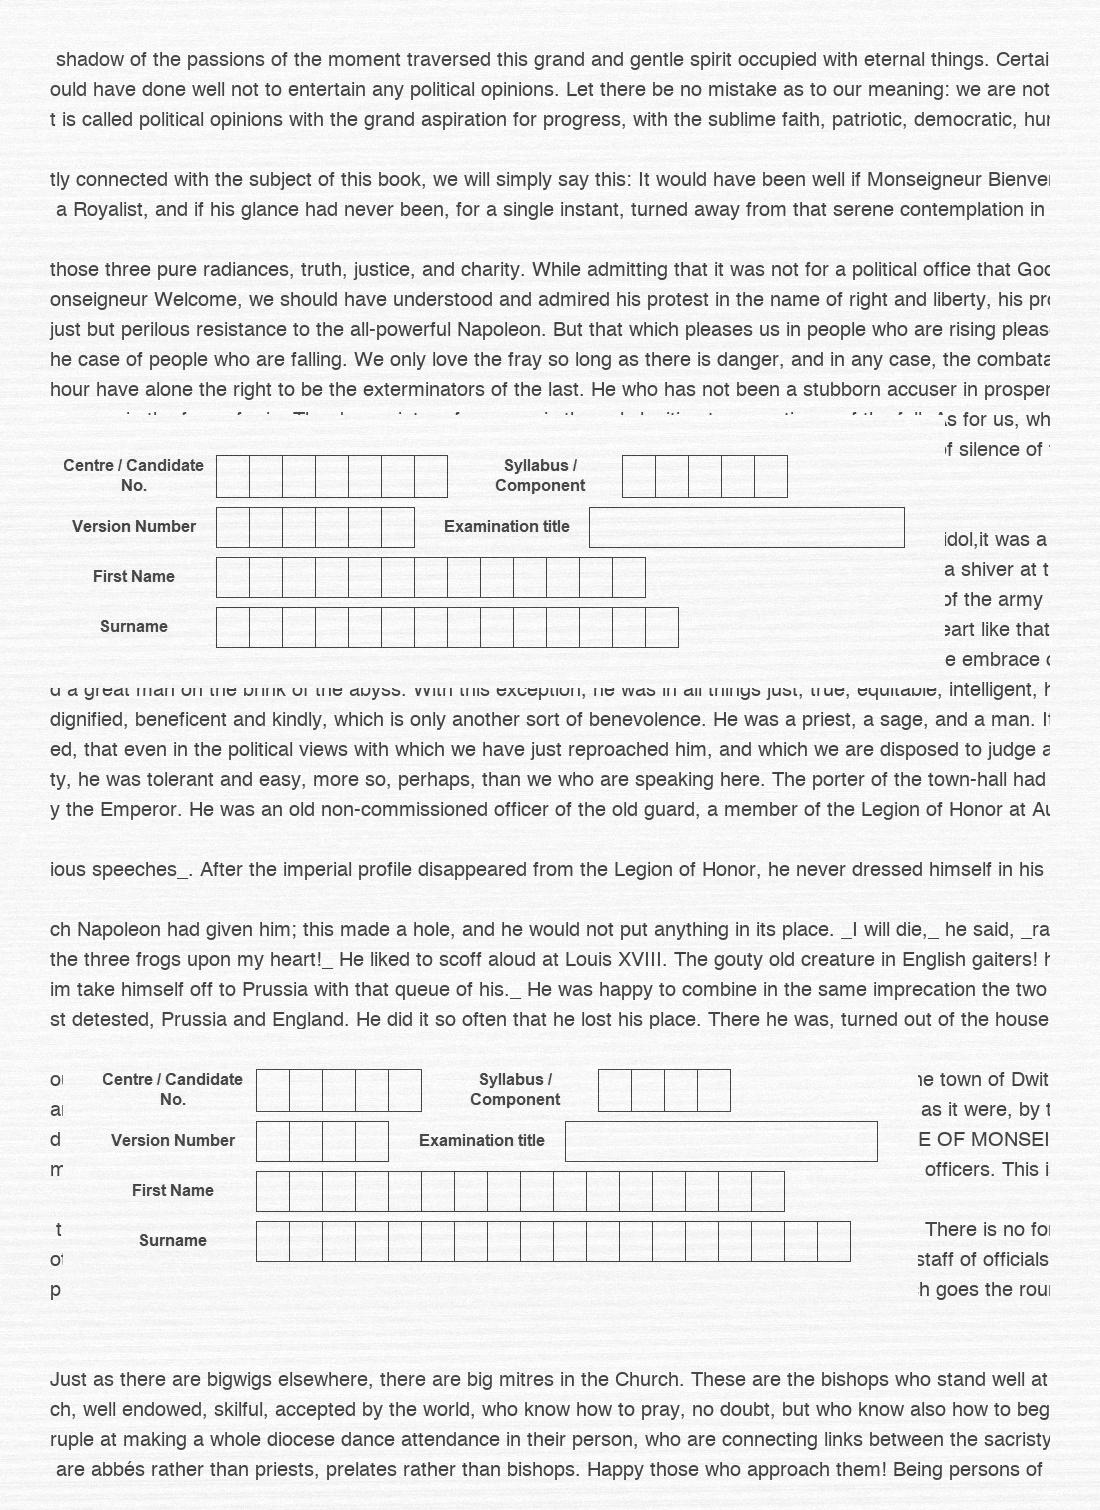 shadow of the passions of the moment traversed this grand and gentle spirit occupied with eternal things. Certai
ould have done well not to entertain any political opinions. Let there be no mistake as to our meaning: we are not
t is called political opinions with the grand aspiration for progress, with the sublime faith, patriotic, democratic, hu
tly connected with the subject of this book, we will simply say this: It would have been well if Monseigneur Bienve
a Royalist, and if his glance had never been, for a single instant, turned away from that serene contemplation in
those three pure radiances, truth, justice, and charity. While admitting that it was not for a political office that God
onseigneur Welcome, we should have understood and admired his protest in the name of right and liberty, his pro
just but perilous resistance to the all-powerful Napoleon. But that which pleases us in people who are rising pleas
he case of people who are falling. We only love the fray so long as there is danger, and in any case, the combata
hour have alone the right to be the exterminators of the last. He who has not been a stubborn accuser in prosper
As for us, wh
of silence of
Centre / Candidate No.
Syllabus / Component
Version Number
Examination title
idol,it was a
First Name
a shiver at t
of the army
Surname
eart like that
e embrace
d a great man on the brink of the abyss. With this exception, he was in all things just, true, equitable, intelligent, h
dignified, beneficent and kindly, which is only another sort of benevolence. He was a priest, a sage, and a man. It
ed, that even in the political views with which we have just reproached him, and which we are disposed to judge a
ty, he was tolerant and easy, more so, perhaps, than we who are speaking here. The porter of the town-hall had
y the Emperor. He was an old non-commissioned officer of the old guard, a member of the Legion of Honor at Au
ious speeches_. After the imperial profile disappeared from the Legion of Honor, he never dressed himself in his
ch Napoleon had given him; this made a hole, and he would not put anything in its place. _I will die,_ he said, _ra
the three frogs upon my heart!_ He liked to scoff aloud at Louis XVIII. The gouty old creature in English gaiters! h
im take himself off to Prussia with that queue of his._ He was happy to combine in the same imprecation the two
st detested, Prussia and England. He did it so often that he lost his place. There he was, turned out of the house
Centre / Candidate No.
Syllabus / Component
he town of Dwit
as it were, by t
Version Number
Examination title
E OF MONSEI
officers. This i
First Name
There is no for
Surname
staff of officials
h goes the rou
Just as there are bigwigs elsewhere, there are big mitres in the Church. These are the bishops who stand well at
ch, well endowed, skilful, accepted by the world, who know how to pray, no doubt, but who know also how to beg
ruple at making a whole diocese dance attendance in their person, who are connecting links between the sacristy
are abbés rather than priests, prelates rather than bishops. Happy those who approach them! Being persons of